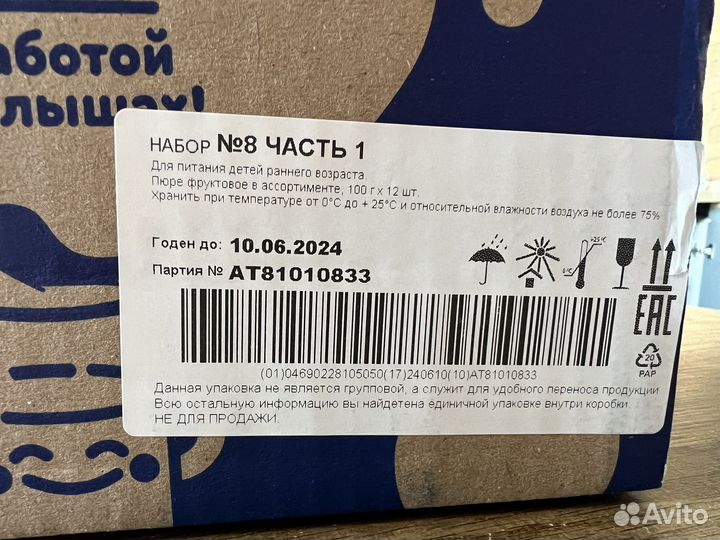 аботой
лышах!
НАБОР №8 ЧАСТЬ 1
Для питания детей раннего возраста.
Пюре фруктовое в ассортименте, 100 г х 12 шт.
Хранить при температуре от 0°С до + 25°С и относительной влажности воздуха не более 75%
Годен до: 10.06.2024
Партия № АТ81010833
+25°C
0°C
EAC
20
PAP
(01)04690228105050(17)240610(10)АТ81010833
Данная упаковка не является групповой, а служит для удобного переноса продукции
Всю остальную информацию вы найдетена единичной упаковке внутри коробки.
НЕ ДЛЯ ПРОДАЖИ.
Avito